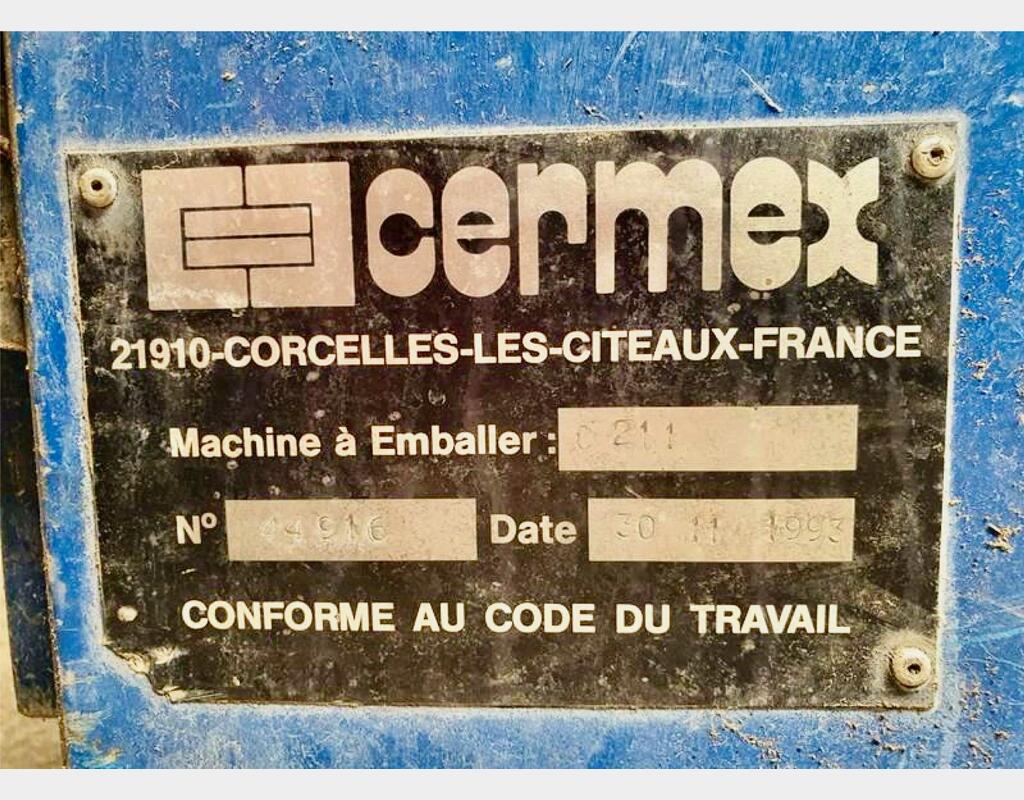 cermex
21910-CORCELLES-LES-CITEAUX-FRANCE
Machine à Emballer : C 211
Nº 44916 Date 30 11 1993
CONFORME AU CODE DU TRAVAIL